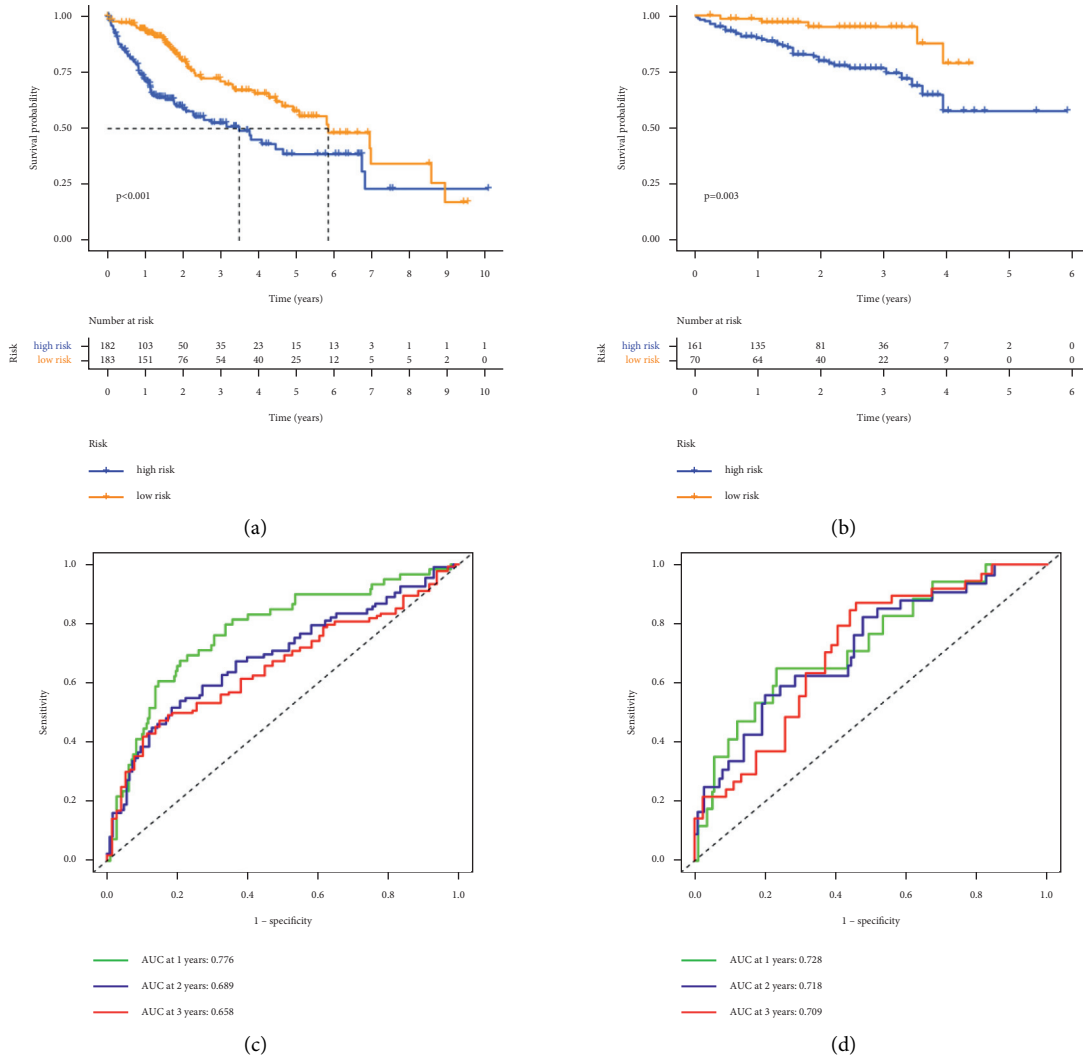 1.00
0.75
0.50
0.25
0.00
Survival probability
p<0.001
0 1 2 3 4 5 6 7 8 9 10
Time (years)
Number at risk
Risk
high risk 182 103 50 35 23 15 13 3 1 1 1
low risk 183 151 76 54 40 25 12 5 5 2 0
0 1 2 3 4 5 6 7 8 9 10
Time (years)
Risk
high risk
low risk
(a)
1.00
0.75
0.50
0.25
0.00
Survival probability
p=0.003
0 1 2 3 4 5 6
Time (years)
Number at risk
Risk
high risk 161 135 81 36 7 2 0
low risk 70 64 40 22 9 0 0
0 1 2 3 4 5 6
Time (years)
Risk
high risk
low risk
(b)
1.0
0.8
0.6
0.4
0.2
0.0
Sensitivity
0.0 0.2 0.4 0.6 0.8 1.0
1 – specificity
AUC at 1 years: 0.776
AUC at 2 years: 0.689
AUC at 3 years: 0.658
(c)
1.0
0.8
0.6
0.4
0.2
0.0
Sensitivity
0.0 0.2 0.4 0.6 0.8 1.0
1 – specificity
AUC at 1 years: 0.728
AUC at 2 years: 0.718
AUC at 3 years: 0.709
(d)